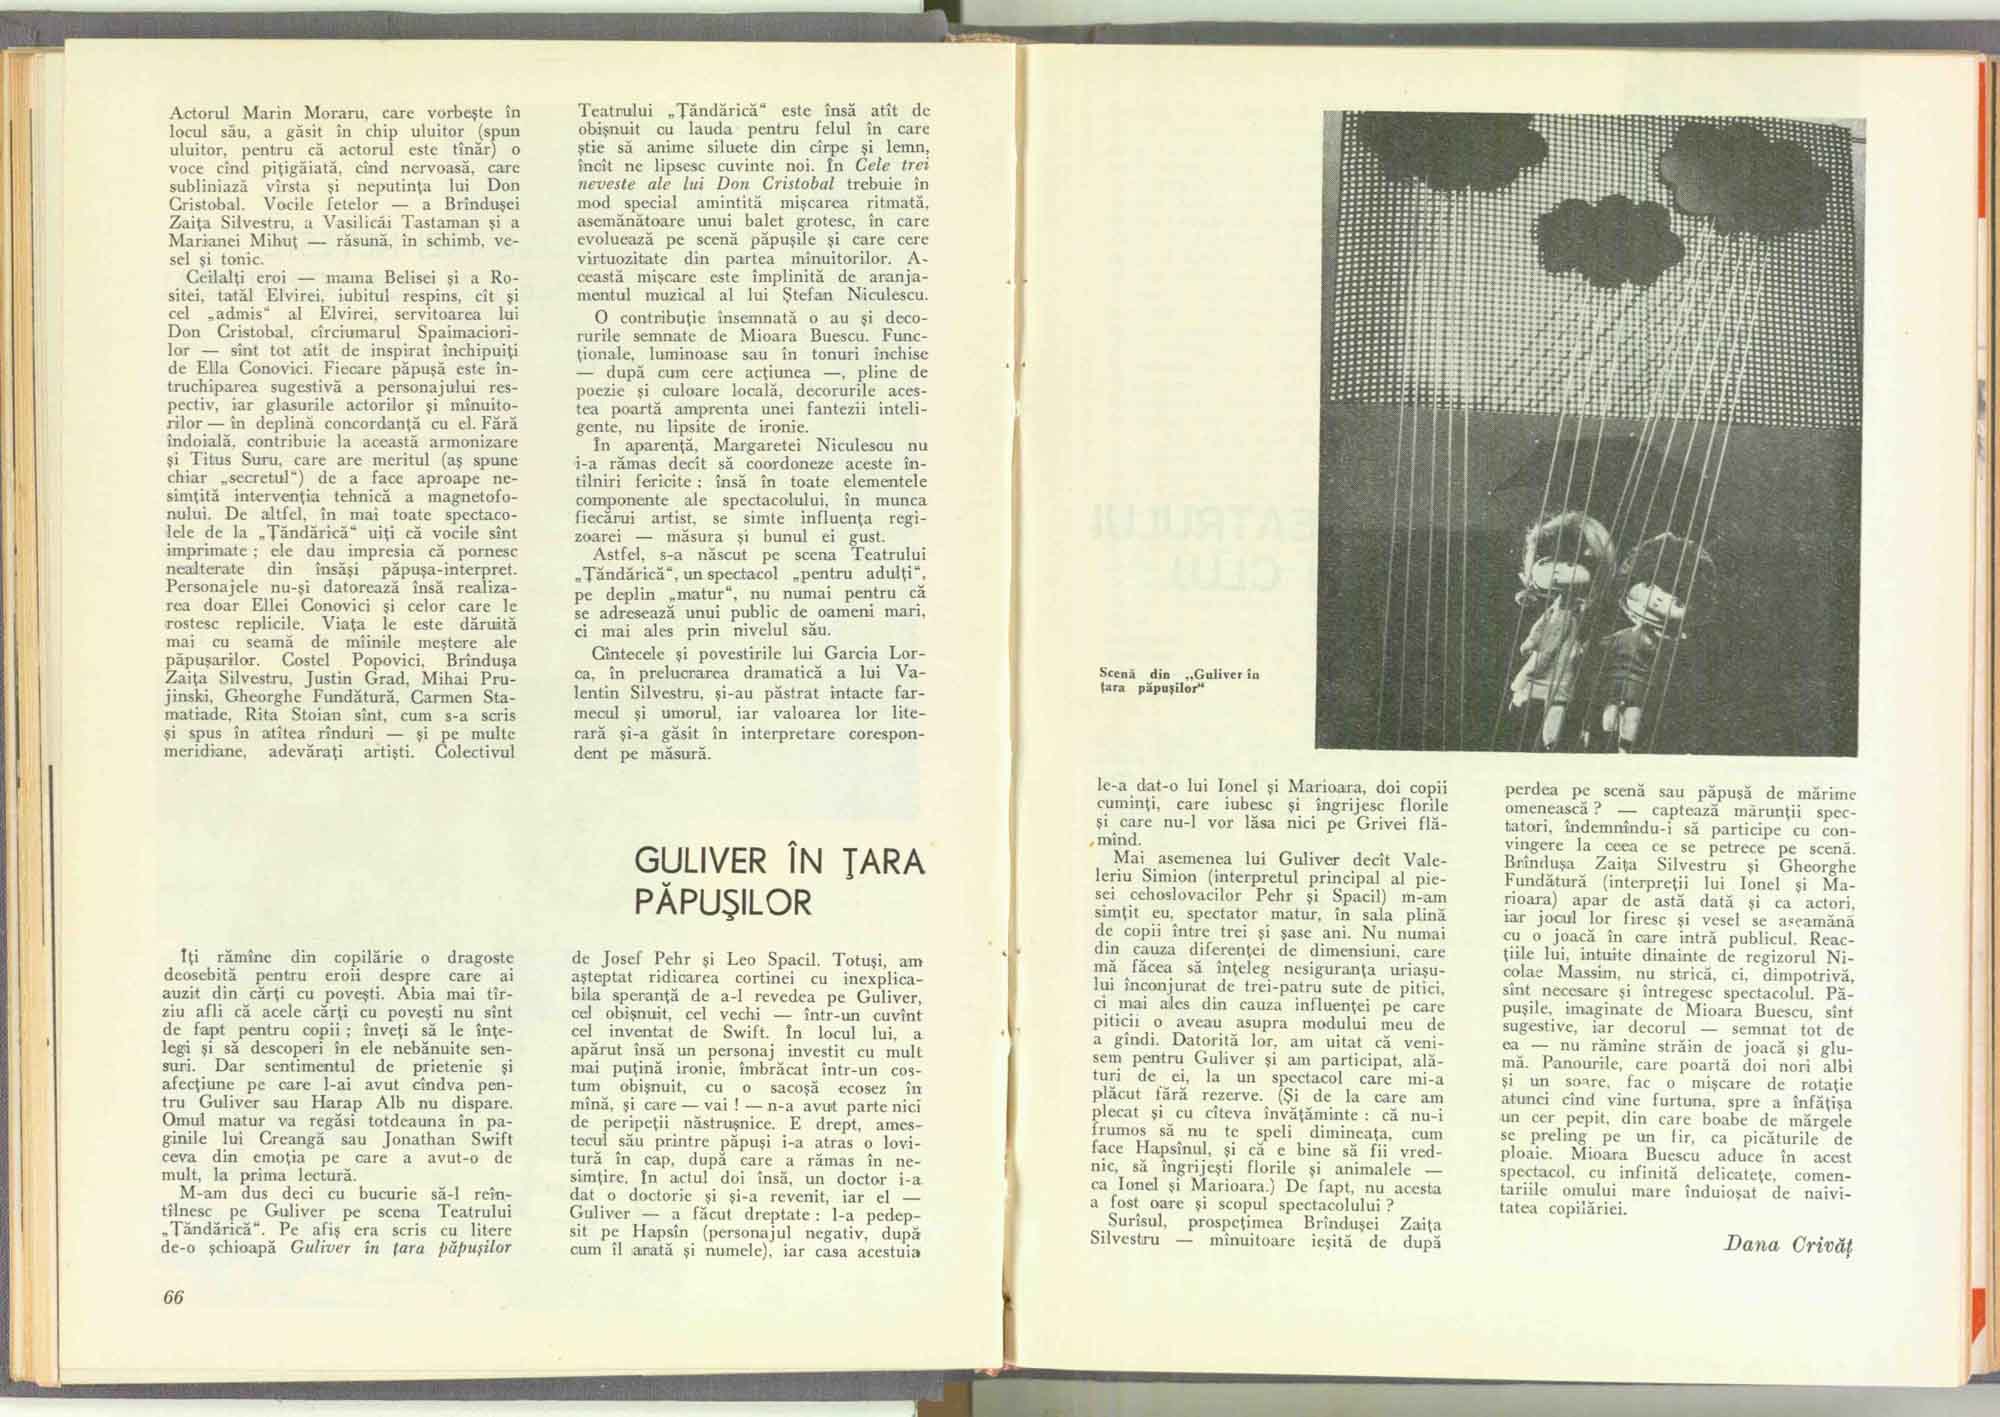 Actorul Marin Moraru, care vorbește în
locul său, a găsit în chip uluitor (spun
uluitor, pentru că actorul este tînăr) o
voce cînd pițigăiată, cînd nervoasă, care
subliniază vîrsta și neputința lui Don
Cristobal. Vocile fetelor — a Brîndușei
Zaița Silvestru, a Vasilicăi Tastaman și a
Marianei Mihuț — răsună, în schimb, ve-
sel și tonic.
Ceilalți eroi — mama Belisei și a Ro-
sitei, tatăl Elvirei, iubitul respins, cît și
cel „admis“ al Elvirei, servitoarea lui
Don Cristobal, cîrciumarul Spaimaciori-
lor — sînt tot atît de inspirat închipuiți
de Ella Conovici. Fiecare păpușă este în-
truchiparea sugestivă a personajului res-
pectiv, iar glasurile actorilor și mînuito-
rilor — în deplină concordanță cu el. Fără
îndoială, contribuie la această armonizare
și Titus Suru, care are meritul (aș spune
chiar „secretul“) de a face aproape ne-
simțită intervenția tehnică a magnetofo-
nului. De altfel, în mai toate spectaco-
lele de la „Țăndărică“ uiți că vocile sînt
imprimate ; ele dau impresia că pornesc
nealterate din însăși păpușa-interpret.
Personajele nu-și datorează însă realiza-
rea doar Ellei Conovici și celor care le
rostesc replicile. Viața le este dăruită
mai cu seamă de mîinile meștere ale
păpușarilor. Costel Popovici, Brîndușa
Zaița Silvestru, Justin Grad, Mihai Pru-
jinski, Gheorghe Fundătură, Carmen Sta-
matiade, Rita Stoian sînt, cum s-a scris
și spus în atîtea rînduri — și pe multe
meridiane, adevărați artiști. Colectivul
Teatrului „Țăndărică“ este însă atît de
obișnuit cu lauda pentru felul în care
știe să anime siluete din cîrpe și lemn,
încît ne lipsesc cuvinte noi. În Cele trei
neveste ale lui Don Cristobal trebuie în
mod special amintită mișcarea ritmată,
asemănătoare unui balet grotesc, în care
evoluează pe scenă păpușile și care cere
virtuozitate din partea mînuitorilor. A-
ceastă mișcare este împlinită de aranja-
mentul muzical al lui Ștefan Niculescu.
O contribuție însemnată o au și deco-
rurile semnate de Mioara Buescu. Func-
ționale, luminoase sau în tonuri închise
— după cum cere acțiunea —, pline de
poezie și culoare locală, decorurile aces-
tea poartă amprenta unei fantezii inteli-
gente, nu lipsite de ironie.
În aparență, Margaretei Niculescu nu
i-a rămas decît să coordoneze aceste în-
tîlniri fericite : însă în toate elementele
componente ale spectacolului, în munca
fiecărui artist, se simte influența regi-
zoarei — măsura și bunul ei gust.
Astfel, s-a născut pe scena Teatrului
„Țăndărică“, un spectacol „pentru adulți“,
pe deplin „matur“, nu numai pentru că
se adresează unui public de oameni mari,
ci mai ales prin nivelul său.
Cîntecele și povestirile lui Garcia Lor-
ca, în prelucrarea dramatică a lui Va-
lentin Silvestru, și-au păstrat intacte far-
mecul și umorul, iar valoarea lor lite-
rară și-a găsit în interpretare corespon-
dent pe măsură.
GULIVER ÎN ȚARA
PĂPUȘILOR
Îți rămîne din copilărie o dragoste
deosebită pentru eroii despre care ai
auzit din cărți cu povești. Abia mai tîr-
ziu afli că acele cărți cu povești nu sînt
de fapt pentru copii ; înveți să le înțe-
legi și să descoperi în ele nebănuite sen-
suri. Dar sentimentul de prietenie și
afecțiune pe care l-ai avut cîndva pen-
tru Guliver sau Harap Alb nu dispare.
Omul matur va regăsi totdeauna în pa-
ginile lui Creangă sau Jonathan Swift
ceva din emoția pe care a avut-o de
mult, la prima lectură.
M-am dus deci cu bucurie să-l reîn-
tîlnesc pe Guliver pe scena Teatrului
„Țăndărică“. Pe afiș era scris cu litere
de-o șchioapă Guliver în țara păpușilor
de Josef Pehr și Leo Spacil. Totuși, am
așteptat ridicarea cortinei cu inexplica-
bila speranță de a-l revedea pe Guliver,
cel obișnuit, cel vechi — într-un cuvînt
cel inventat de Swift. În locul lui, a
apărut însă un personaj investit cu mult
mai puțină ironie, îmbrăcat într-un cos-
tum obișnuit, cu o sacoșă ecosez în
mînă, și care — vai ! — n-a avut parte nici
de peripeții năstrușnice. E drept, ames-
tecul său printre păpuși i-a atras o lovi-
tură în cap, după care a rămas în ne-
simțire. În actul doi însă, un doctor i-a
dat o doctorie și și-a revenit, iar el —
Guliver — a făcut dreptate : l-a pedep-
sit pe Hapsîn (personajul negativ, după
cum îl arată și numele), iar casa acestuia
66
Scenă din „Guliver în
țara păpușilor“
le-a dat-o lui Ionel și Marioara, doi copii
cuminți, care iubesc și îngrijesc florile
și care nu-l vor lăsa nici pe Grivei flă-
mînd.
Mai asemenea lui Guliver decît Vale-
leriu Simion (interpretul principal al pie-
sei cehoslovacilor Pehr și Spacil) m-am
simțit eu, spectator matur, în sala plină
de copii între trei și șase ani. Nu numai
din cauza diferenței de dimensiuni, care
mă făcea să înțeleg nesiguranța uriașu-
lui înconjurat de trei-patru sute de pitici,
ci mai ales din cauza influenței pe care
piticii o aveau asupra modului meu de
a gîndi. Datorită lor, am uitat că veni-
sem pentru Guliver și am participat, ală-
turi de ei, la un spectacol care mi-a
plăcut fără rezerve. (Și de la care am
plecat și cu cîteva învățăminte : că nu-i
frumos să nu te speli dimineața, cum
face Hapsînul, și că e bine să fii vred-
nic, să îngrijești florile și animalele —
ca Ionel și Marioara.) De fapt, nu acesta
a fost oare și scopul spectacolului ?
Surîsul, prospețimea Brîndușei Zaița
Silvestru — mînuitoare ieșită de după
perdea pe scenă sau păpușă de mărime
omenească ? — captează mărunții spec-
tatori, îndemnîndu-i să participe cu con-
vingere la ceea ce se petrece pe scenă.
Brîndușa Zaița Silvestru și Gheorghe
Fundătură (interpreții lui Ionel și Ma-
rioara) apar de astă dată și ca actori,
iar jocul lor firesc și vesel se aseamănă
cu o joacă în care intră publicul. Reac-
țiile lui, intuite dinainte de regizorul Ni-
colae Massim, nu strică, ci, dimpotrivă,
sînt necesare și întregesc spectacolul. Pă-
pușile, imaginate de Mioara Buescu, sînt
sugestive, iar decorul — semnat tot de
ea — nu rămîne străin de joacă și glu-
mă. Panourile, care poartă doi nori albi
și un soare, fac o mișcare de rotație
atunci cînd vine furtuna, spre a înfățișa
un cer pepit, din care boabe de mărgele
se preling pe un fir, ca picăturile de
ploaie. Mioara Buescu aduce în acest
spectacol, cu infinită delicatețe, comen-
tariile omului mare înduioșat de naivi-
tatea copilăriei.
Dana Crivăț